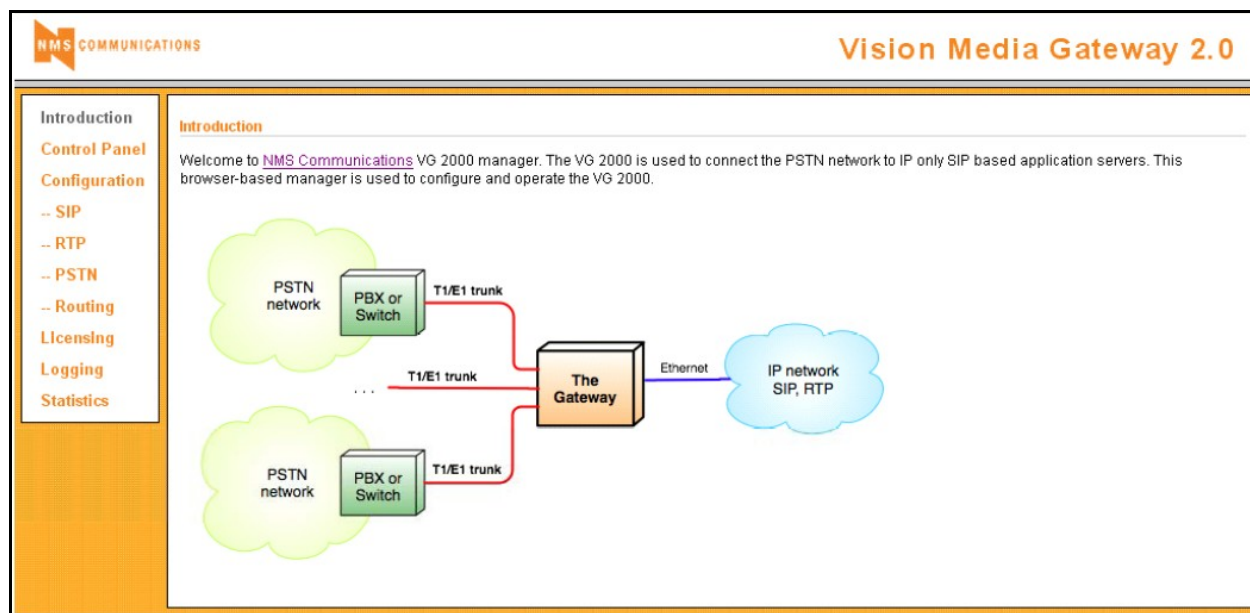 NMS COMMUNICATIONS
Vision Media Gateway 2.0
Introduction
Control Panel
Configuration
-- SIP
-- RTP
-- PSTN
-- Routing
Licensing
Logging
Statistics
Introduction
Welcome to NMS Communications VG 2000 manager. The VG 2000 is used to connect the PSTN network to IP only SIP based application servers. This
browser-based manager is used to configure and operate the VG 2000.
PSTN
network
PBX or
Switch
T1/E1 trunk
. . .
T1/E1 trunk
The
Gateway
Ethernet
IP network
SIP, RTP
PSTN
network
PBX or
Switch
T1/E1 trunk